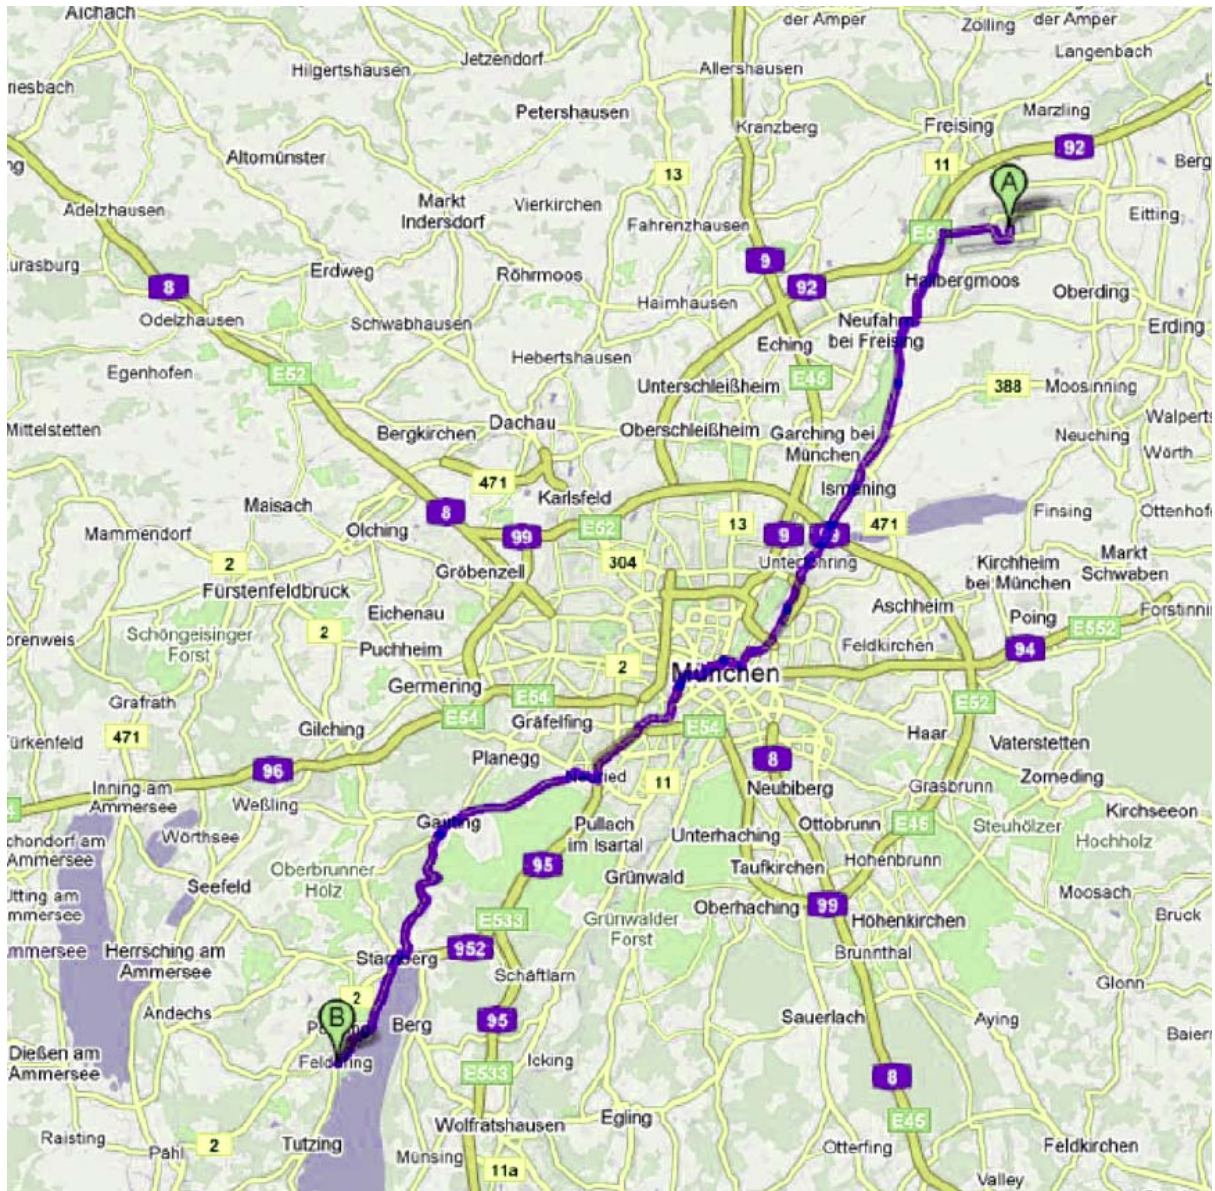 Aichach
der Amper
Zolling
der Amper
Langenbach
Jetzendorf
Hilgertshausen
Allershausen
riesbach
Petershausen
Marzling
Kranzberg
Freising
92
Altomünster
11
Berg
13
A
Markt
Indersdorf
Vierkirchen
Adelzhausen
Fahrenzhausen
Eitting
9
Erdweg
Röhrmoos
92
Hallbergmoos
Oberding
8
Haimhausen
Odelzhausen
Schwabhausen
Neufahrn
bei Freising
Erding
Eching
Hebertshausen
Egenhofen
E52
Unterschleißheim
E45
388
Moosinning
Mittelstetten
Dachau
Bergkirchen
Oberschleißheim
Garching bei
München
Neuching
Wörth
471
Karlsfeld
Ismaning
Maisach
8
Finsing
Mammendorf
Olching
99
E52
13
9
99
471
Gröbenzell
304
Unterföhring
Kirchheim
bei München
Markt
Schwaben
2
Fürstenfeldbruck
Eichenau
Aschheim
Poing
2
Schöngeisinger
Forst
Puchheim
Feldkirchen
E552
94
2
München
Germering
E54
Grafrath
E54
Gräfelfing
E54
E52
471
Gilching
Haar
Planegg
Vaterstetten
96
8
Neuried
11
Zorneding
Inning am
Ammersee
Weßling
Neubiberg
Grasbrunn
Kirchseeon
Wörthsee
Gauting
Pullach
im Isartal
Unterhaching
Ottobrunn
E45
Steuhölzer
Hochholz
Oberbrunner
Holz
95
Taufkirchen
Hohenbrunn
Seefeld
Grünwald
Moosach
Oberhaching
99
Höhenkirchen
Bruck
E533
Grünwalder
Forst
Herrsching am
Ammersee
Starnberg
952
Brunnthal
Schäftlarn
Glonn
2
Andechs
B
Berg
95
Sauerlach
Aying
Dießen am
Ammersee
Feldafing
Icking
E533
8
Wolfratshausen
Egling
E45
Raisting
Pähl
2
Tutzing
Münsing
11a
Otterfing
Feldkirchen
Valley